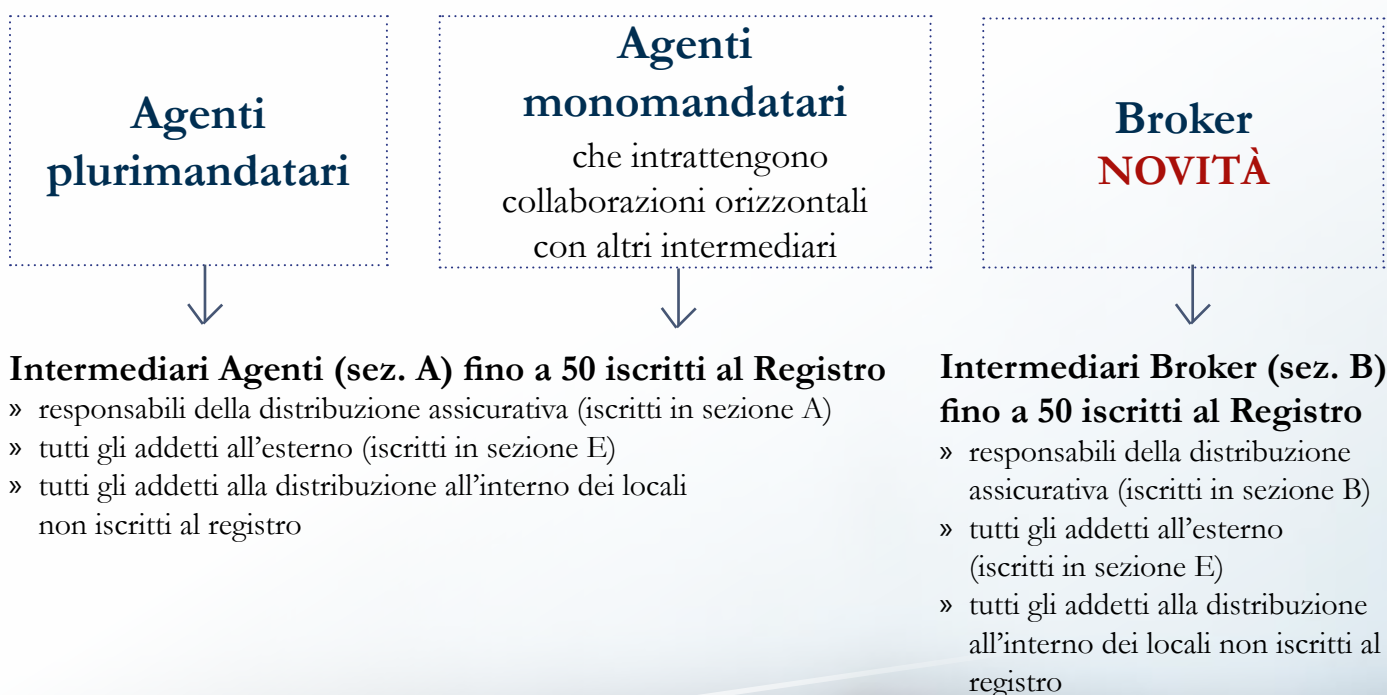 Agenti
plurimandatari
Agenti
monomandatari
che intrattengono
collaborazioni orizzontali
con altri intermediari
Broker
NOVITÀ
Intermediari Agenti (sez. A) fino a 50 iscritti al Registro
» responsabili della distribuzione assicurativa (iscritti in sezione A)
» tutti gli addetti all’esterno (iscritti in sezione E)
» tutti gli addetti alla distribuzione all’interno dei locali
non iscritti al registro
Intermediari Broker (sez. B)
fino a 50 iscritti al Registro
» responsabili della distribuzione
assicurativa (iscritti in sezione B)
» tutti gli addetti all’esterno
(iscritti in sezione E)
» tutti gli addetti alla distribuzione
all’interno dei locali non iscritti al
registro